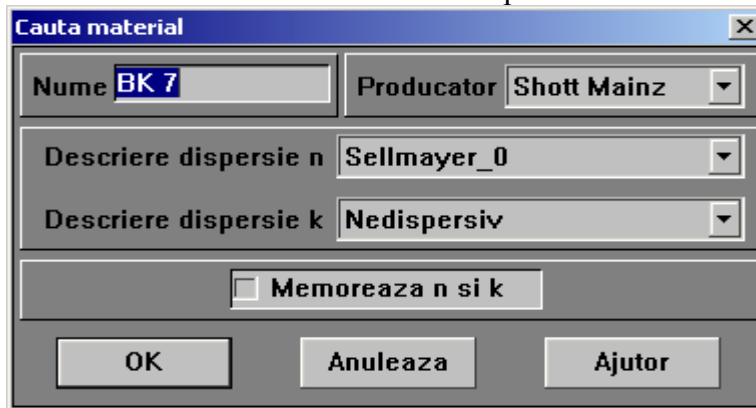 Cauta material
Nume BK 7 Producator Shott Mainz
Descriere dispersie n Sellmayer_0
Descriere dispersie k Nedispersiv
Memoreaza n si k
OK Anuleaza Ajutor